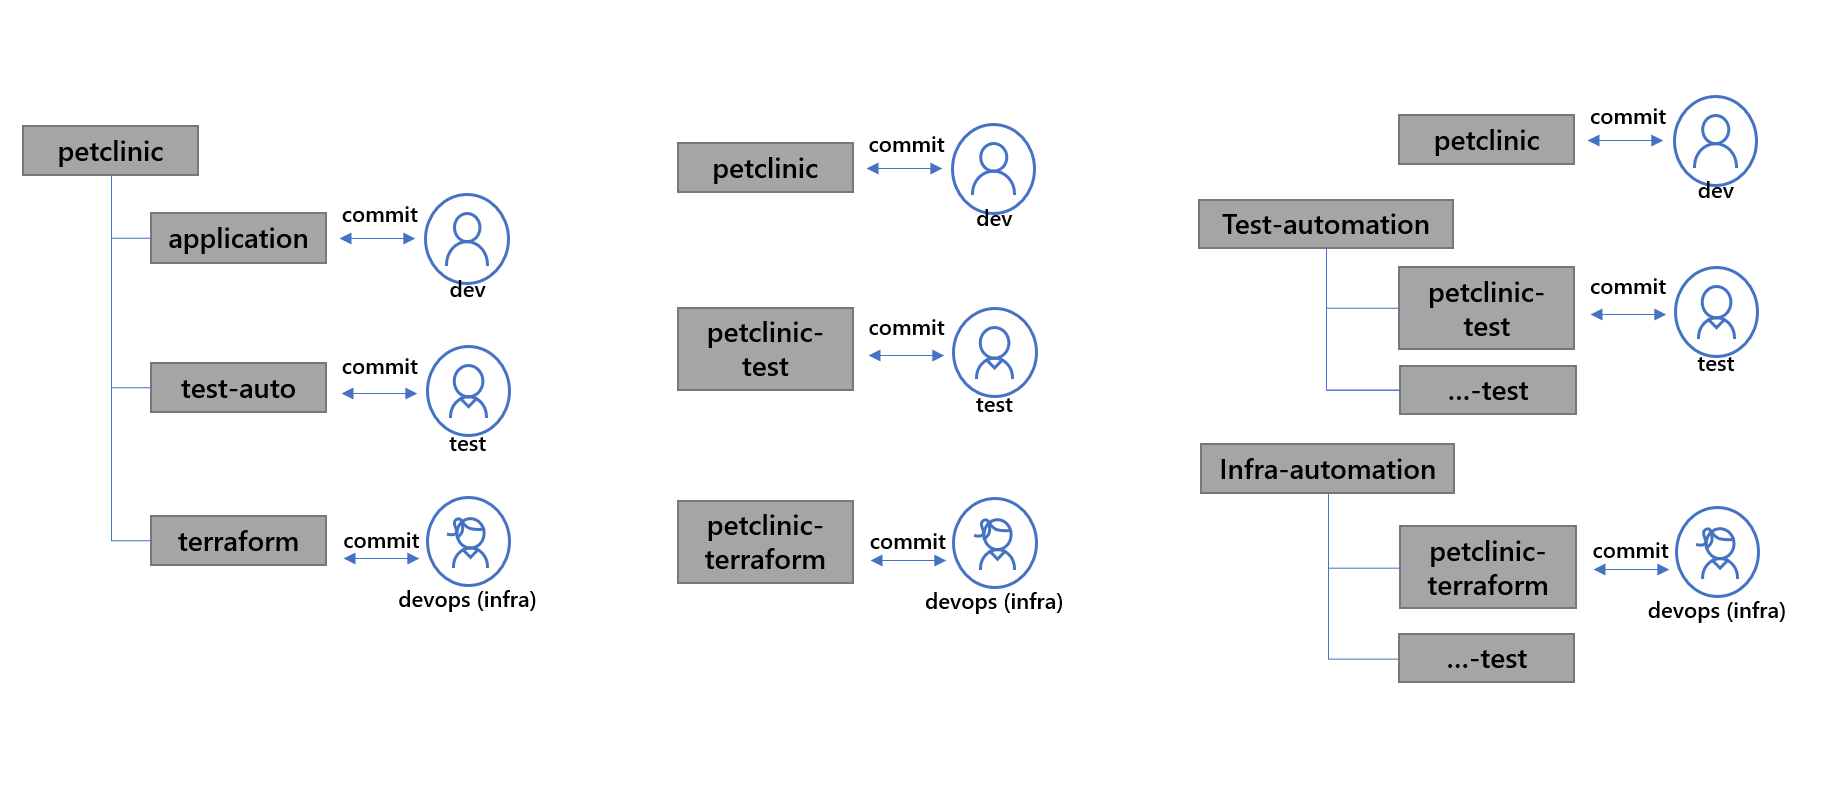 petclinic
application
commit
dev
test-auto
commit
test
terraform
commit
devops (infra)
petclinic
commit
dev
petclinic-
test
commit
test
petclinic-
terraform
commit
devops (infra)
petclinic
commit
dev
Test-automation
petclinic-
test
commit
test
...-test
Infra-automation
petclinic-
terraform
commit
devops (infra)
...-test